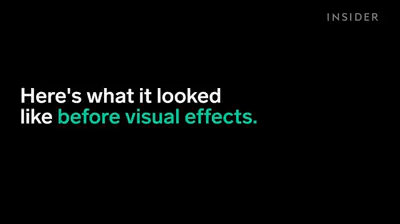 INSIDER
Here's what it looked
like before visual effects.